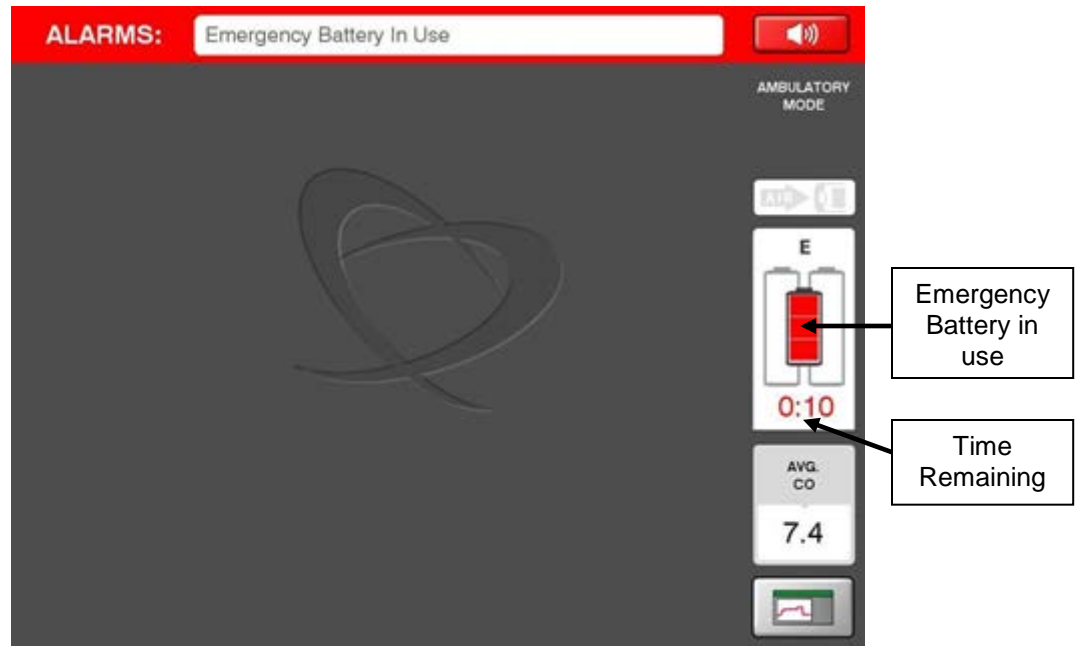 ALARMS:
Emergency Battery In Use
AMBULATORY
MODE
AIR
E
0:10
AVG.
CO
7.4
Emergency
Battery in
use
Time
Remaining